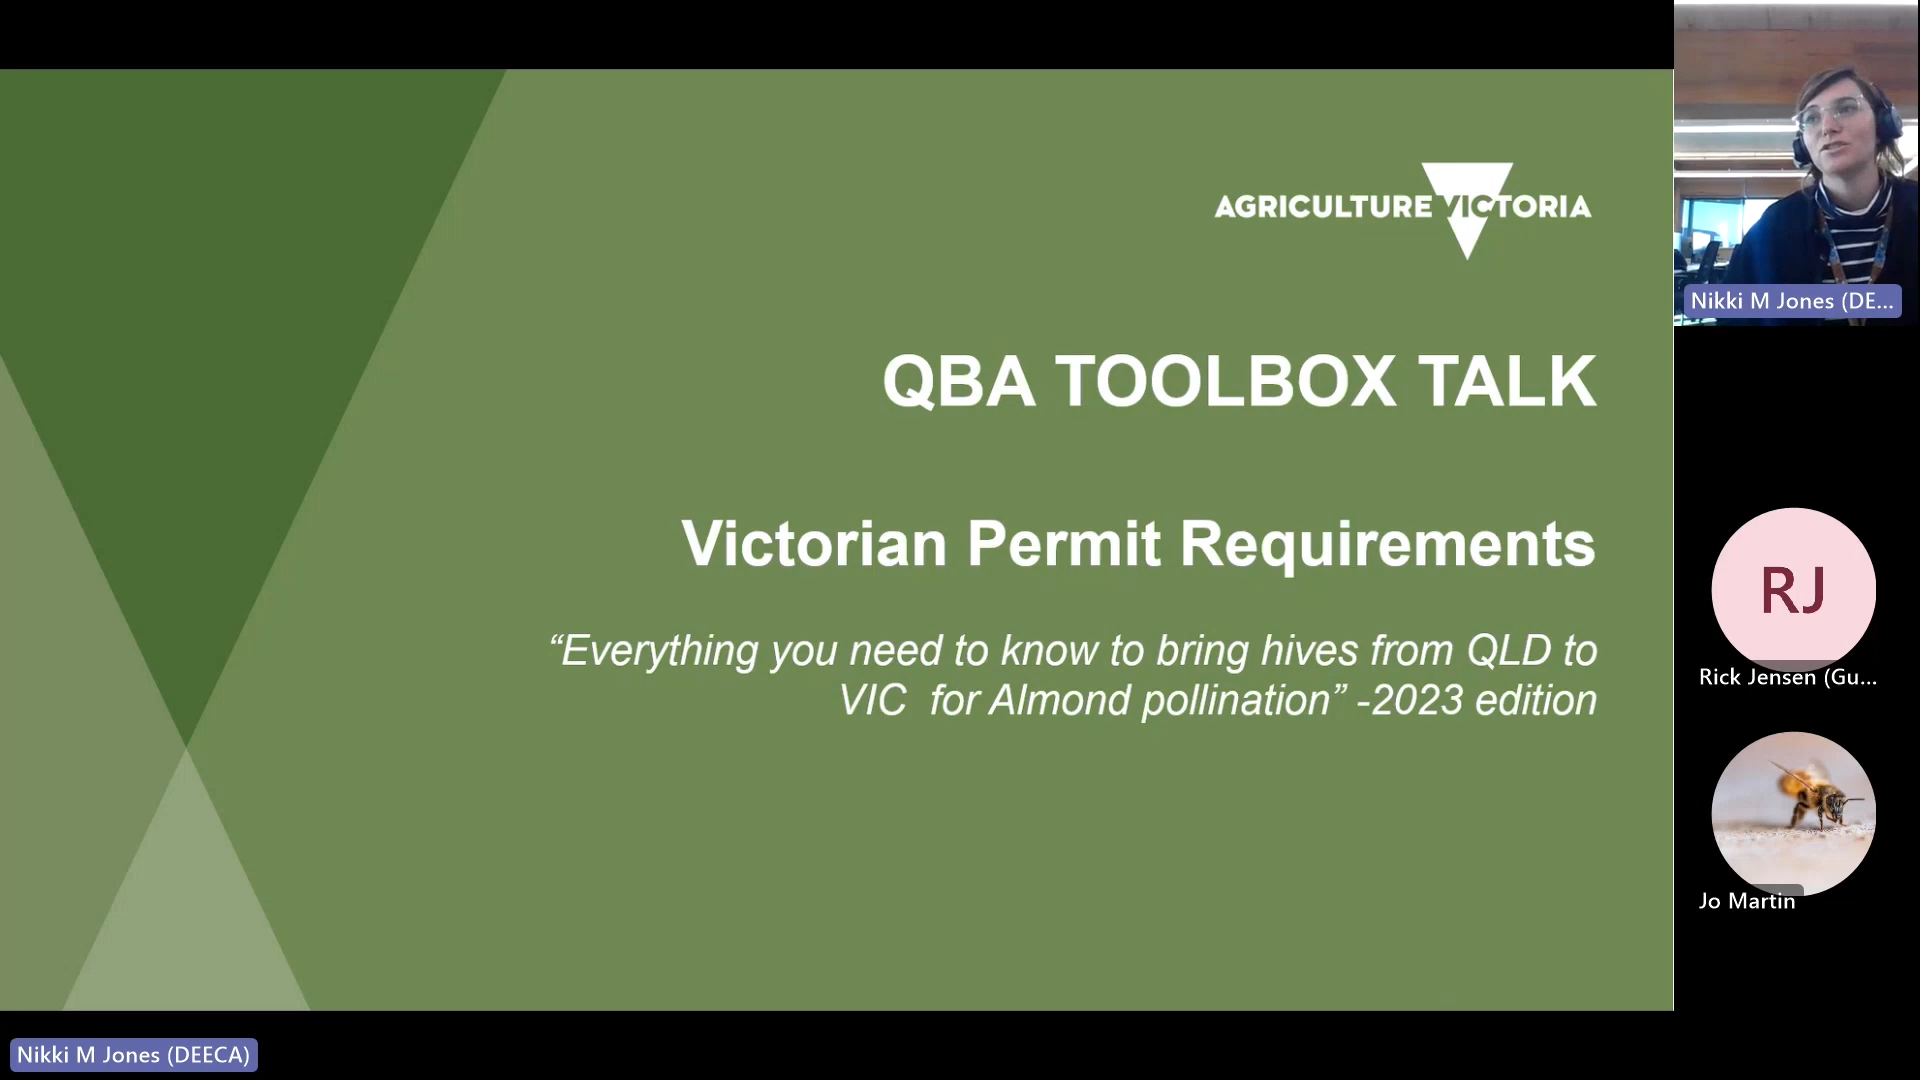 AGRICULTURE VICTORIA
QBA TOOLBOX TALK
Victorian Permit Requirements
“Everything you need to know to bring hives from QLD to
VIC for Almond pollination” -2023 edition
Nikki M Jones (DE...
RJ
Rick Jensen (Gu...
Jo Martin
Nikki M Jones (DEECA)